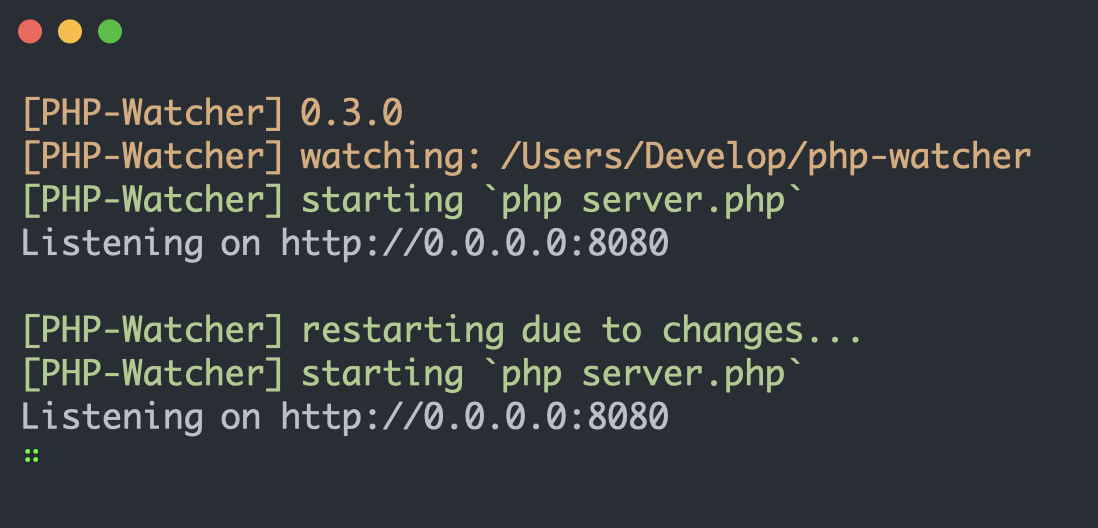 [PHP-Watcher] 0.3.0
[PHP-Watcher] watching: /Users/Develop/php-watcher
[PHP-Watcher] starting `php server.php`
Listening on http://0.0.0.0:8080
[PHP-Watcher] restarting due to changes...
[PHP-Watcher] starting `php server.php`
Listening on http://0.0.0.0:8080